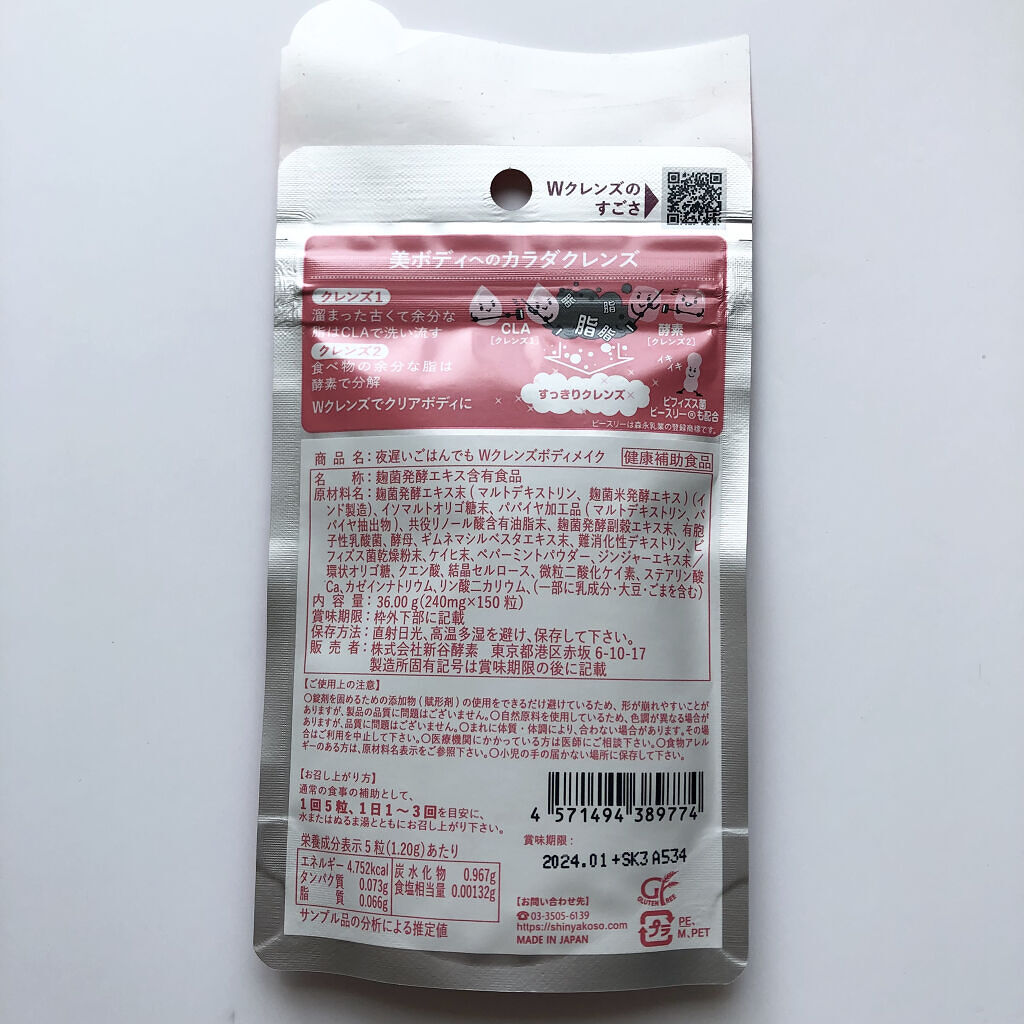 Wクレンズの
すごさ
美ボディへのカラダクレンズ
クレンズ1
溜まった古くて余分な
脂はCLAで洗い流す
クレンズ2
食べ物の余分な脂は
酵素で分解
Wクレンズでクリアボディに
脂 脂
脂 脂
CLA
[クレンズ1]
酵素
[クレンズ2]
すっきりクレンズ
イキ
イキ
ビフィズス菌
ビースリー®も配合
ビースリーは森永乳業の登録商標です。
商品名:夜遅いごはんでも Wクレンズボディメイク 健康補助食品
名称:麹菌発酵エキス含有食品
原材料名:麹菌発酵エキス末(マルトデキストリン、麹菌米発酵エキス)(イ
ンド製造)、イソマルトオリゴ糖末、パパイヤ加工品(マルトデキストリン、パ
パイヤ抽出物)、共役リノール酸含有油脂末、麹菌発酵副穀エキス末、有胞
子性乳酸菌、酵母、ギムネマシルベスタエキス末、難消化性デキストリン、ビ
フィズス菌乾燥粉末、ケイヒ末、ペパーミントパウダー、ジンジャーエキス末/
環状オリゴ糖、クエン酸、結晶セルロース、微粒二酸化ケイ素、ステアリン酸
Ca、カゼインナトリウム、リン酸二カリウム、(一部に乳成分・大豆・ごまを含む)
内容量:36.00g(240mg×150粒)
賞味期限:枠外下部に記載
保存方法:直射日光、高温多湿を避け、保存して下さい。
販売者:株式会社新谷酵素 東京都港区赤坂6-10-17
製造所固有記号は賞味期限の後に記載
【ご使用上の注意】
〇錠剤を固めるための添加物(賦形剤)の使用をできるだけ避けているため、形が崩れやすいことが
ありますが、製品の品質に問題はございません。〇自然原料を使用しているため、色調が異なる場合が
ありますが、品質に問題はございません。〇まれに体質・体調により、合わない場合があります。その場
合はご利用を中止して下さい。〇医療機関にかかっている方は医師にご相談下さい。〇食物アレル
ギーのある方は、原材料名表示をご参照下さい。〇小児の手の届かない場所に保存して下さい。
【お召し上がり方】
通常の食事の補助として、
1回5粒、1日1～3回を目安に、
水またはぬるま湯とともにお召し上がり下さい。
栄養成分表示5粒(1.20g)あたり
エネルギー 4.752kcal 炭水化物 0.967g
タンパク質 0.073g 食塩相当量 0.00132g
脂質 0.066g
サンプル品の分析による推定値
4 571494 389774
賞味期限:
2024.01+SK3 A534
【お問い合わせ先】
☎03-3505-6139
https://shinyakoso.com
MADE IN JAPAN
GLUTEN FREE
プラ
PE、
M、PET